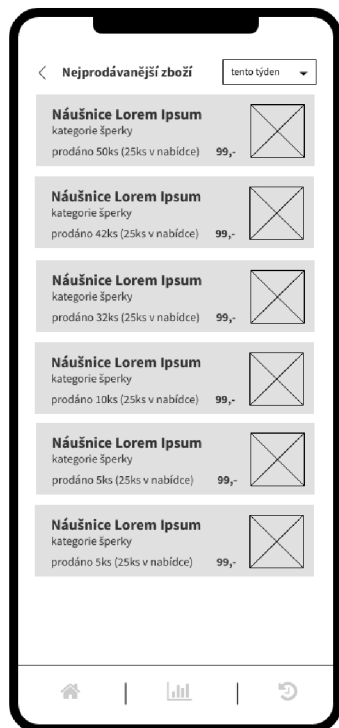 Nejprodávanější zboží
tento týden
Náušnice Lorem Ipsum
kategorie šperky
prodáno 50ks (25ks v nabídce) 99,-
Náušnice Lorem Ipsum
kategorie šperky
prodáno 42ks (25ks v nabídce) 99,-
Náušnice Lorem Ipsum
kategorie šperky
prodáno 32ks (25ks v nabídce) 99,-
Náušnice Lorem Ipsum
kategorie šperky
prodáno 10ks (25ks v nabídce) 99,-
Náušnice Lorem Ipsum
kategorie šperky
prodáno 5ks (25ks v nabídce) 99,-
Náušnice Lorem Ipsum
kategorie šperky
prodáno 5ks (25ks v nabídce) 99,-